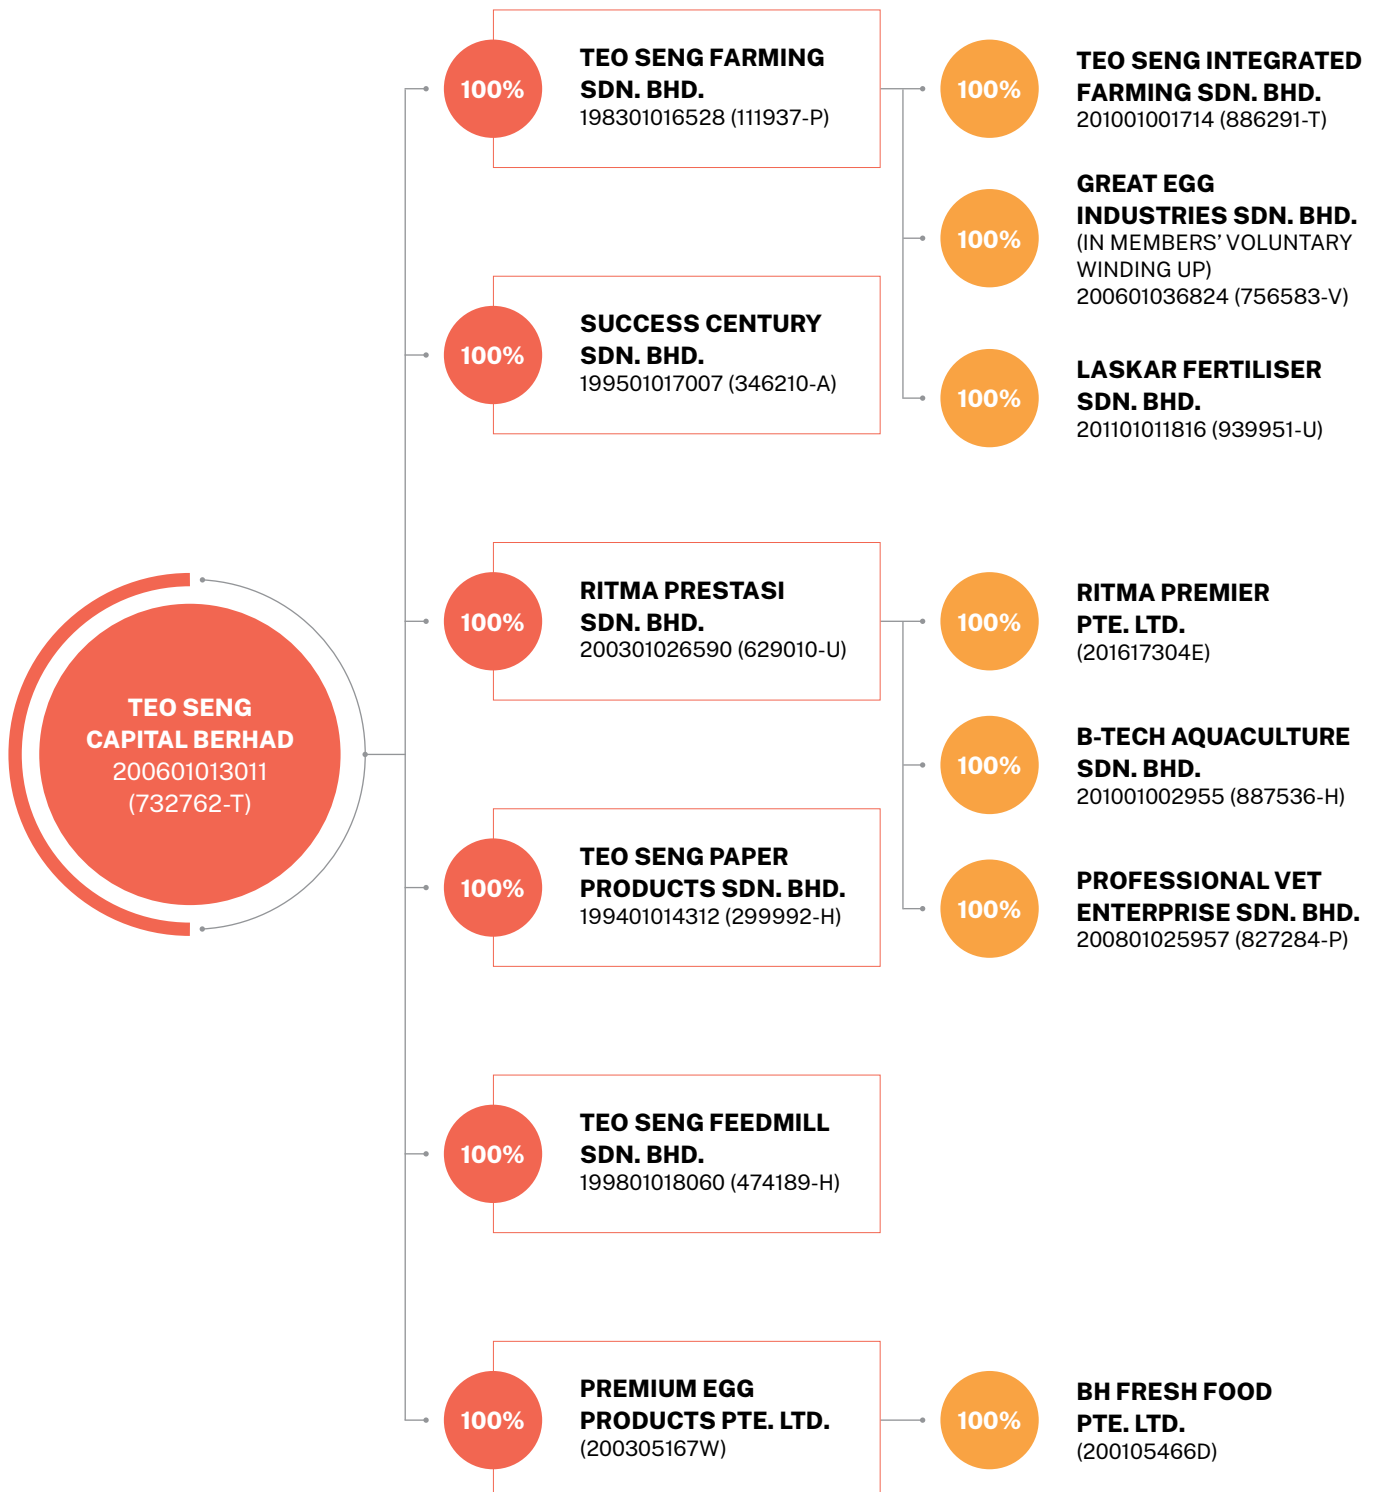 TEO SENG
CAPITAL BERHAD
200601013011
(732762-T)
100%
TEO SENG FARMING
SDN. BHD.
198301016528 (111937-P)
100%
TEO SENG INTEGRATED
FARMING SDN. BHD.
201001001714 (886291-T)
100%
GREAT EGG
INDUSTRIES SDN. BHD.
(IN MEMBERS’ VOLUNTARY
WINDING UP)
200601036824 (756583-V)
100%
LASKAR FERTILISER
SDN. BHD.
201101011816 (939951-U)
100%
SUCCESS CENTURY
SDN. BHD.
199501017007 (346210-A)
100%
RITMA PRESTASI
SDN. BHD.
200301026590 (629010-U)
100%
RITMA PREMIER
PTE. LTD.
(201617304E)
100%
B-TECH AQUACULTURE
SDN. BHD.
201001002955 (887536-H)
100%
PROFESSIONAL VET
ENTERPRISE SDN. BHD.
200801025957 (827284-P)
100%
TEO SENG PAPER
PRODUCTS SDN. BHD.
199401014312 (299992-H)
100%
TEO SENG FEEDMILL
SDN. BHD.
199801018060 (474189-H)
100%
PREMIUM EGG
PRODUCTS PTE. LTD.
(200305167W)
100%
BH FRESH FOOD
PTE. LTD.
(200105466D)